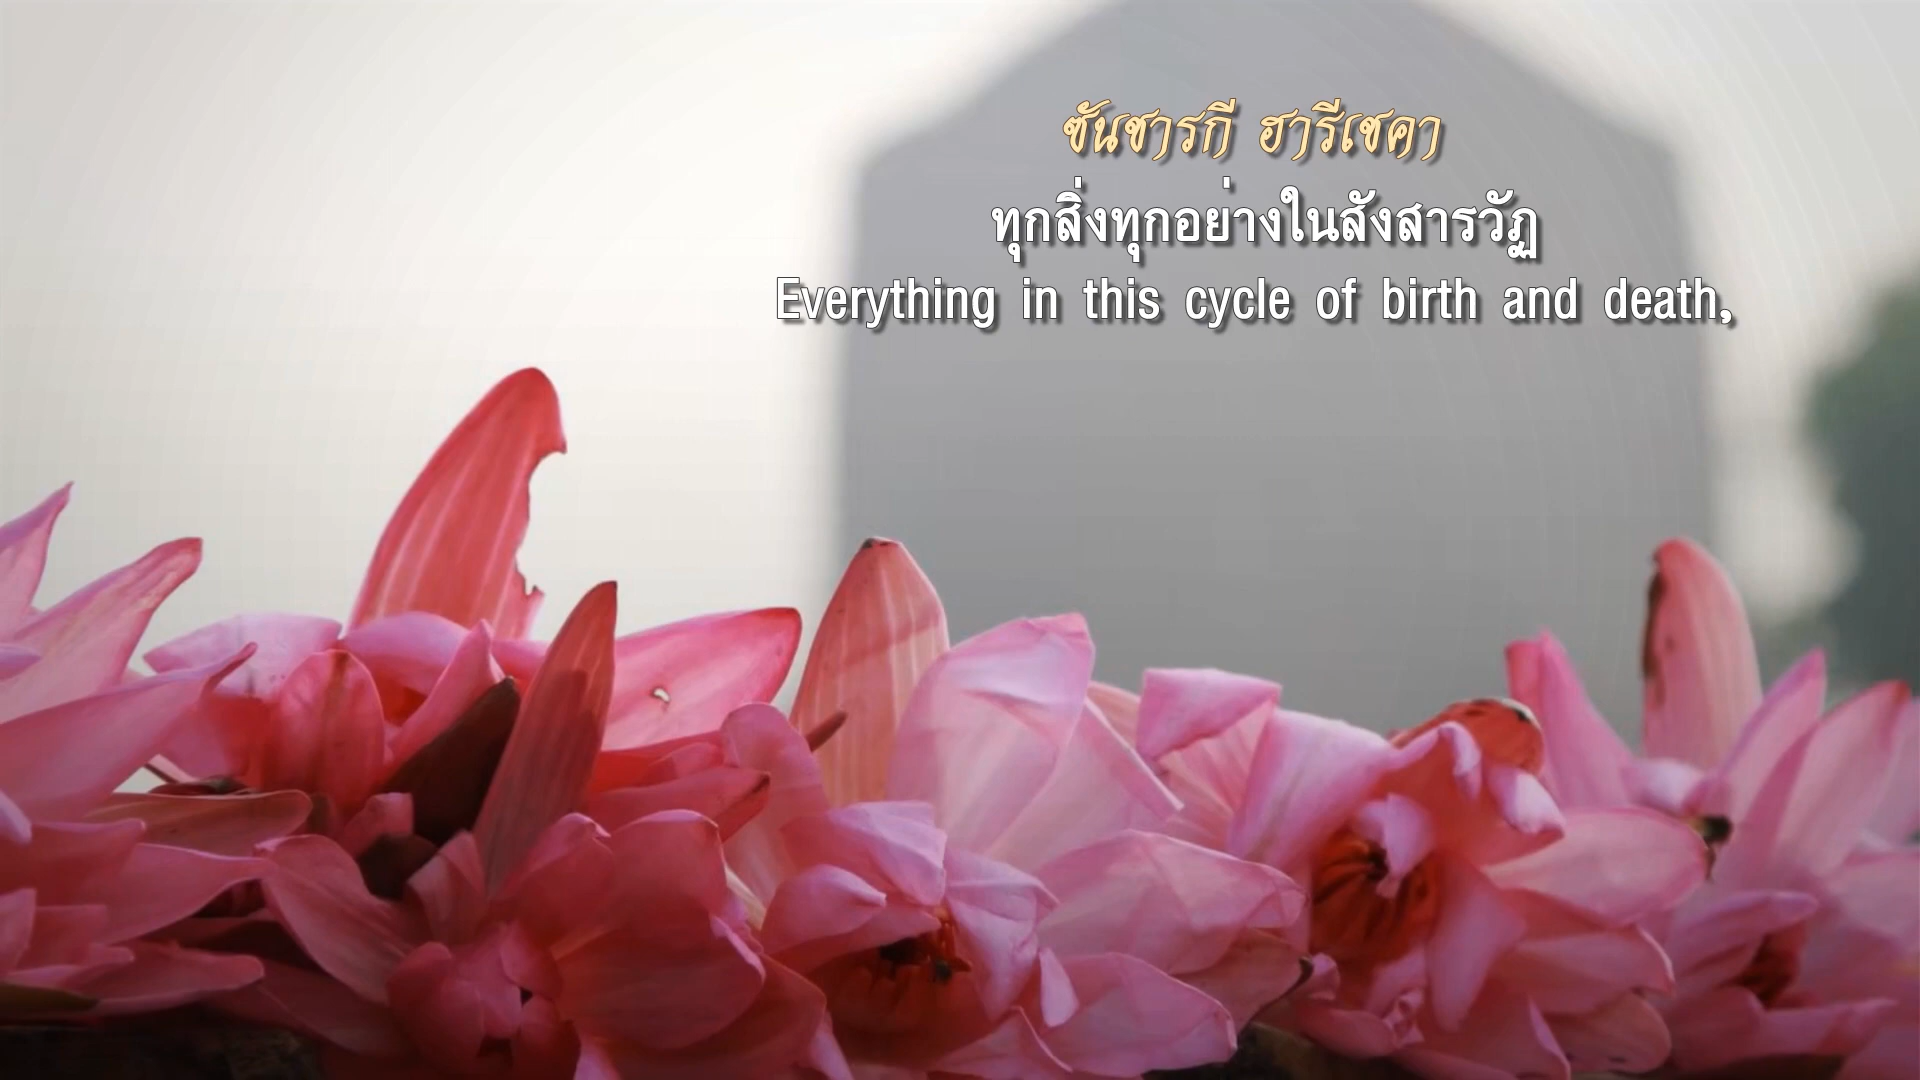 ซันชารกี ฮารีเชคา
ทุกสิ่งทุกอย่างในสังสารวัฏ
Everything in this cycle of birth and death,